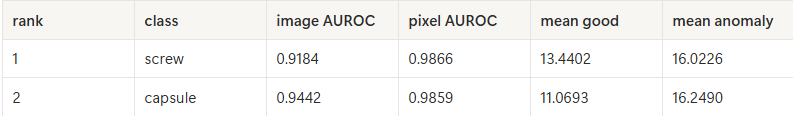 rank class image AUROC pixel AUROC mean good mean anomaly
1 screw 0.9184 0.9866 13.4402 16.0226
2 capsule 0.9442 0.9859 11.0693 16.2490